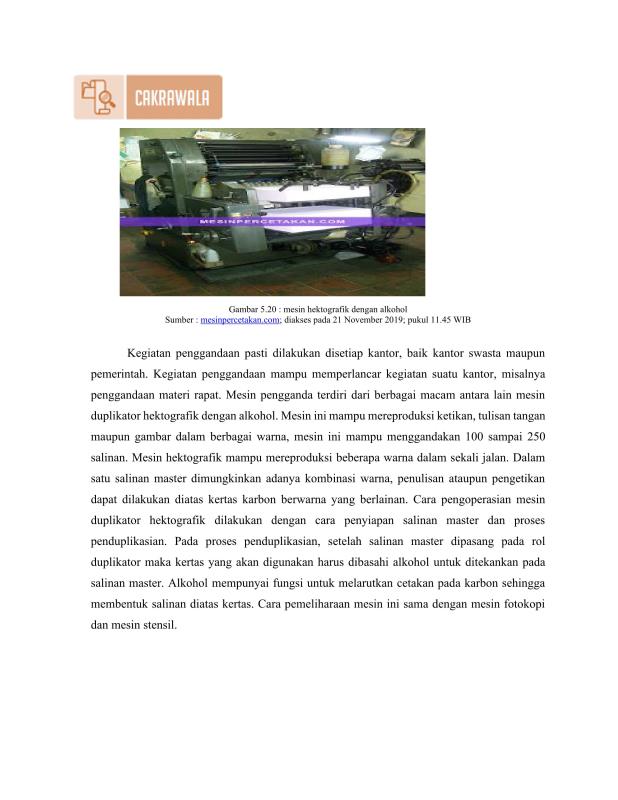 CAKRAWALA
MESINPERCETAKAN.COM
Gambar 5.20 : mesin hektografik dengan alkohol
Sumber : mesinpercetakan.com; diakses pada 21 November 2019; pukul 11.45 WIB
Kegiatan penggandaan pasti dilakukan disetiap kantor, baik kantor swasta maupun
pemerintah. Kegiatan penggandaan mampu memperlancar kegiatan suatu kantor, misalnya
penggandaan materi rapat. Mesin pengganda terdiri dari berbagai macam antara lain mesin
duplikator hektografik dengan alkohol. Mesin ini mampu mereproduksi ketikan, tulisan tangan
maupun gambar dalam berbagai warna, mesin ini mampu menggandakan 100 sampai 250
salinan. Mesin hektografik mampu mereproduksi beberapa warna dalam sekali jalan. Dalam
satu salinan master dimungkinkan adanya kombinasi warna, penulisan ataupun pengetikan
dapat dilakukan diatas kertas karbon berwarna yang berlainan. Cara pengoperasian mesin
duplikator hektografik dilakukan dengan cara penyiapan salinan master dan proses
penduplikasian. Pada proses penduplikasian, setelah salinan master dipasang pada rol
duplikator maka kertas yang akan digunakan harus dibasahi alkohol untuk ditekankan pada
salinan master. Alkohol mempunyai fungsi untuk melarutkan cetakan pada karbon sehingga
membentuk salinan diatas kertas. Cara pemeliharaan mesin ini sama dengan mesin fotokopi
dan mesin stensil.